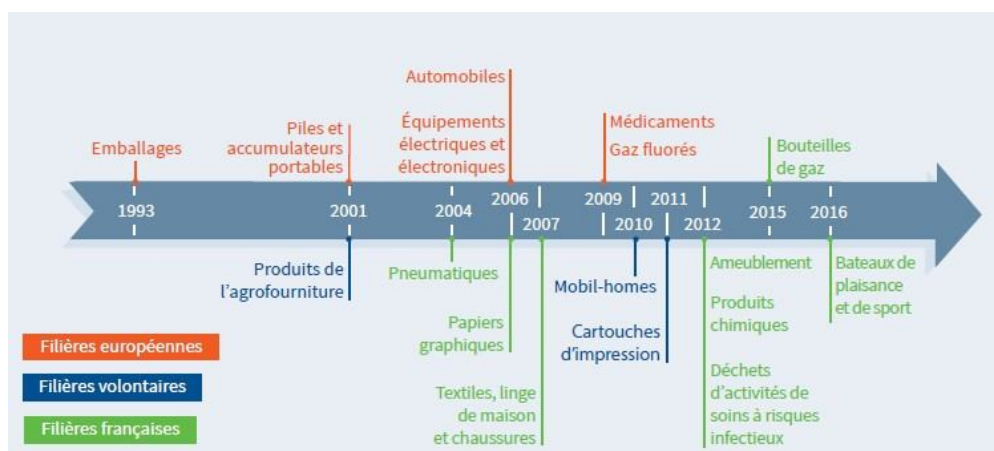 Automobiles
Équipements
électriques et
électroniques
Emballages
Piles et
accumulateurs
portables
Médicaments
Gaz fluorés
Bouteilles
de gaz
1993
2001
2004
2006
2007
2009
2010
2011
2012
2015
2016
Produits de
l’agrofourniture
Pneumatiques
Papiers
graphiques
Textiles, linge
de maison
et chaussures
Mobil-homes
Cartouches
d’impression
Ameublement
Produits
chimiques
Déchets
d’activités de
soins à risques
infectieux
Bateaux de
plaisance
et de sport
Filières européennes
Filières volontaires
Filières françaises